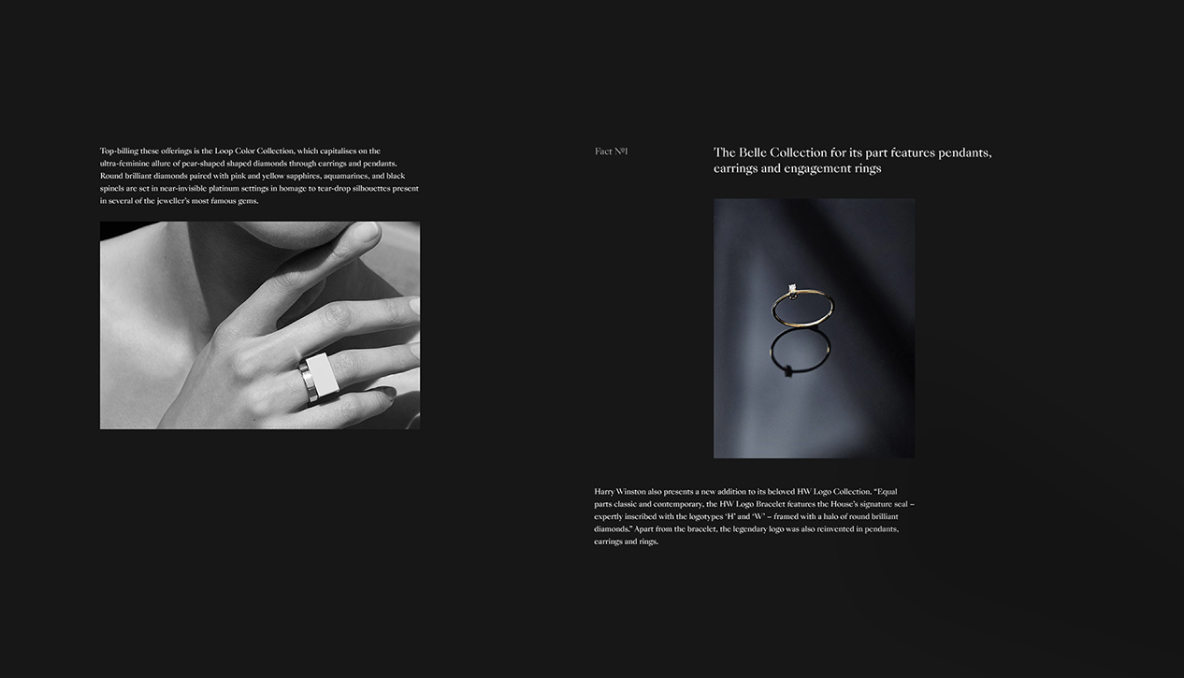 Top-billing these offerings is the Loop Color Collection, which capitalises on the
ultra-feminine allure of pear-shaped shaped diamonds through earrings and pendants.
Round brilliant diamonds paired with pink and yellow sapphires, aquamarines, and black
spinels are set in near-invisible platinum settings in homage to tear-drop silhouettes present
in several of the jeweller's most famous gems.
Fact Nº1
The Belle Collection for its part features pendants,
earrings and engagement rings
Harry Winston also presents a new addition to its beloved HW Logo Collection. “Equal
parts classic and contemporary, the HW Logo Bracelet features the House's signature seal –
expertly inscribed with the logotypes ‘H’ and ‘W’ – framed with a halo of round brilliant
diamonds.” Apart from the bracelet, the legendary logo was also reinvented in pendants,
earrings and rings.